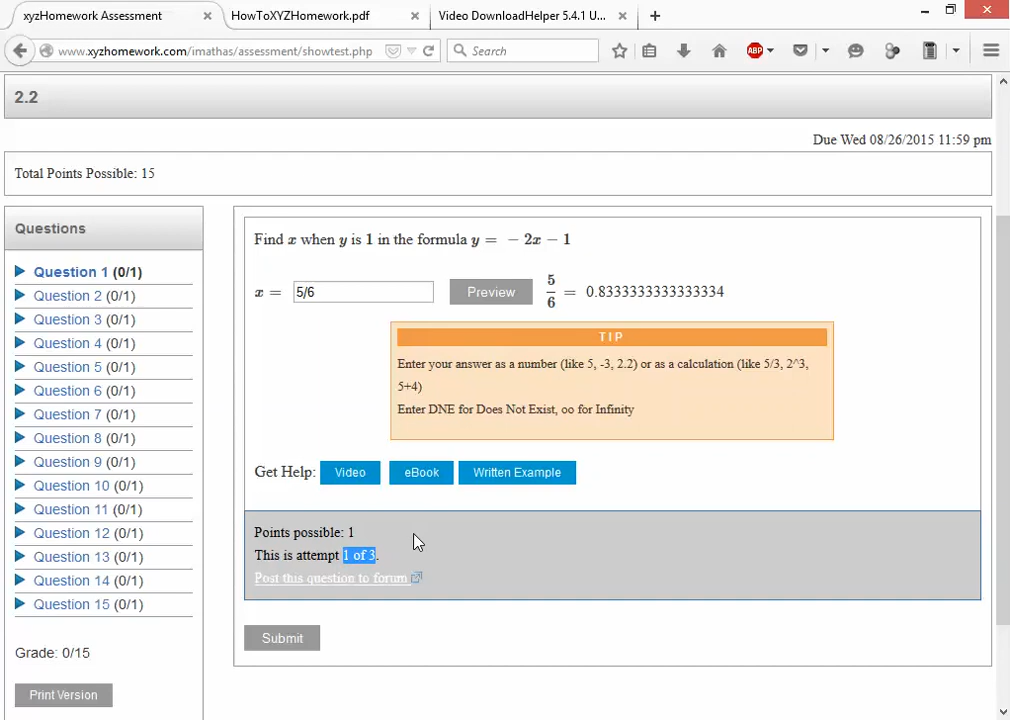 xyzHomework Assessment × HowToXYZHomework.pdf × Video DownloadHelper 5.4.1 U... × +
www.xyzhomework.com/imathas/assessment/showtest.php Search ABP
2.2
Due Wed 08/26/2015 11:59 pm
Total Points Possible: 15
Questions
Question 1 (0/1)
Question 2 (0/1)
Question 3 (0/1)
Question 4 (0/1)
Question 5 (0/1)
Question 6 (0/1)
Question 7 (0/1)
Question 8 (0/1)
Question 9 (0/1)
Question 10 (0/1)
Question 11 (0/1)
Question 12 (0/1)
Question 13 (0/1)
Question 14 (0/1)
Question 15 (0/1)
Grade: 0/15
Print Version
Find x when y is 1 in the formula y = − 2x − 1
x = 5/6 Preview 5/6 = 0.8333333333333334
TIP
Enter your answer as a number (like 5, -3, 2.2) or as a calculation (like 5/3, 2^3,
5+4)
Enter DNE for Does Not Exist, oo for Infinity
Get Help: Video eBook Written Example
Points possible: 1
This is attempt 1 of 3.
Post this question to forum
Submit